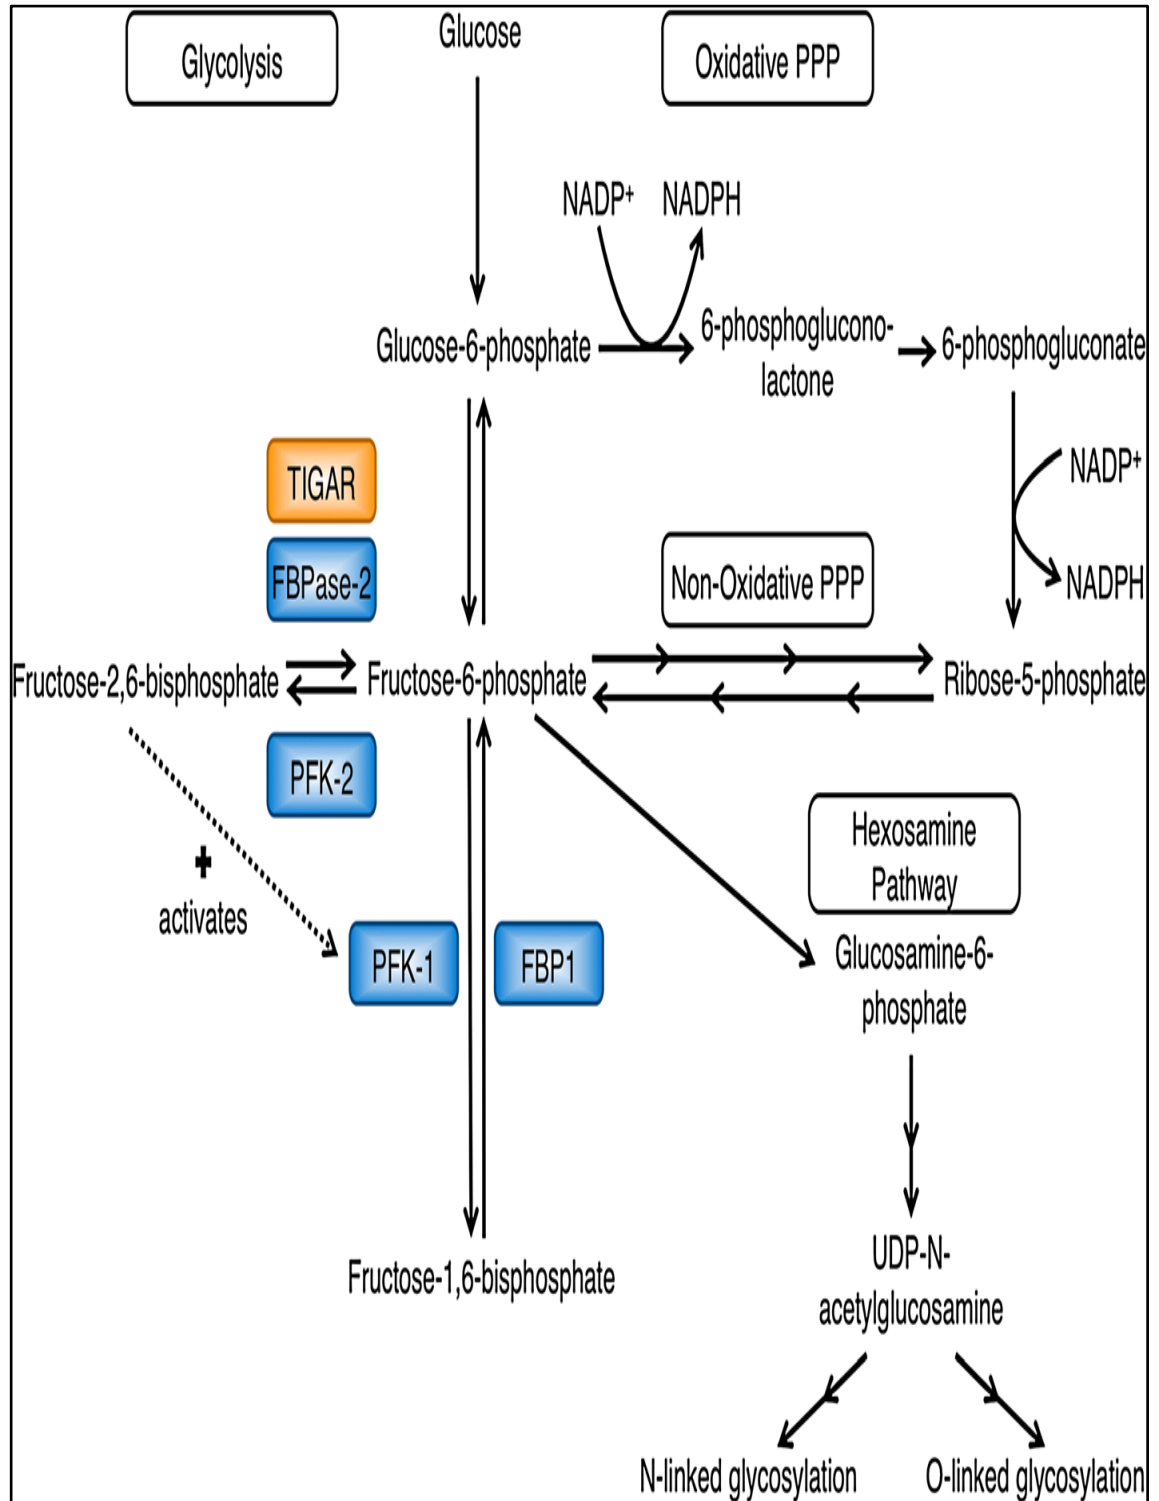 Glycolysis
Glucose
Oxidative PPP
NADP+ NADPH
Glucose-6-phosphate
6-phosphoglucono-
lactone
6-phosphogluconate
TIGAR
NADP+
FBPase-2
Non-Oxidative PPP
NADPH
Fructose-2,6-bisphosphate
Fructose-6-phosphate
Ribose-5-phosphate
PFK-2
Hexosamine
Pathway
+
activates
PFK-1
FBP1
Glucosamine-6-
phosphate
Fructose-1,6-bisphosphate
UDP-N-
acetylglucosamine
N-linked glycosylation
O-linked glycosylation